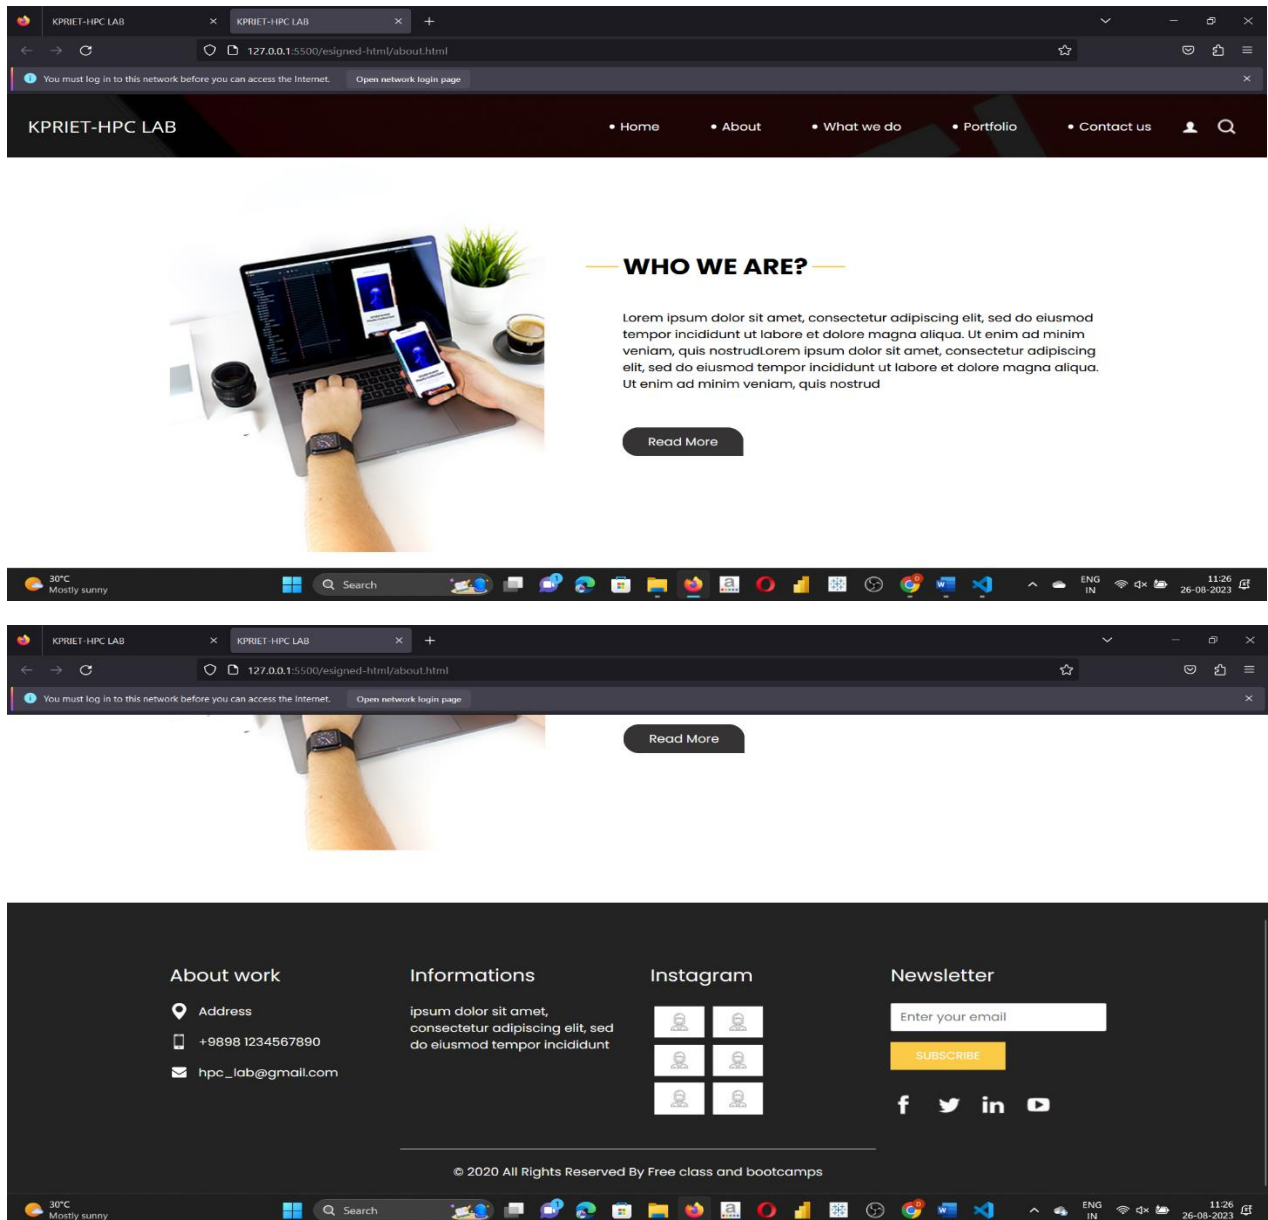 KPRIET-HPC LAB
KPRIET-HPC LAB
127.0.0.1:5500/esigned-html/about.html
You must log in to this network before you can access the Internet. Open network login page
KPRIET-HPC LAB
• Home • About • What we do • Portfolio • Contact us
WHO WE ARE?
Lorem ipsum dolor sit amet, consectetur adipiscing elit, sed do eiusmod
tempor incididunt ut labore et dolore magna aliqua. Ut enim ad minim
veniam, quis nostrudLorem ipsum dolor sit amet, consectetur adipiscing
elit, sed do eiusmod tempor incididunt ut labore et dolore magna aliqua.
Ut enim ad minim veniam, quis nostrud
Read More
30°C
Mostly sunny
Search
ENG
IN
11:26
26-08-2023
KPRIET-HPC LAB
KPRIET-HPC LAB
127.0.0.1:5500/esigned-html/about.html
You must log in to this network before you can access the Internet. Open network login page
Read More
About work
Address
+9898 1234567890
hpc_lab@gmail.com
Informations
ipsum dolor sit amet,
consectetur adipiscing elit, sed
do eiusmod tempor incididunt
Instagram
Newsletter
Enter your email
SUBSCRIBE
© 2020 All Rights Reserved By Free class and bootcamps
30°C
Mostly sunny
Search
ENG
IN
11:26
26-08-2023